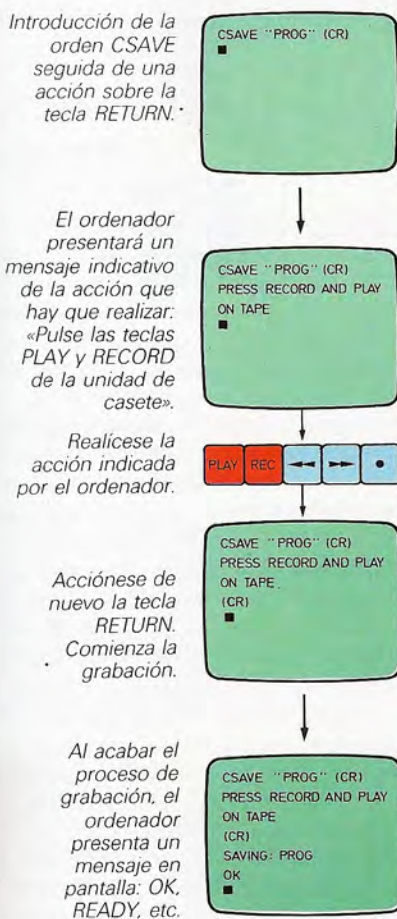 Introducción de la
orden CSAVE
seguida de una
acción sobre la
tecla RETURN.
CSAVE "PROG" (CR)
El ordenador
presentará un
mensaje indicativo
de la acción que
hay que realizar:
«Pulse las teclas
PLAY y RECORD
de la unidad de
casete».
CSAVE "PROG" (CR)
PRESS RECORD AND PLAY
ON TAPE
Realícese la
acción indicada
por el ordenador.
PLAY REC
Acciónese de
nuevo la tecla
RETURN.
Comienza la
grabación.
CSAVE "PROG" (CR)
PRESS RECORD AND PLAY
ON TAPE
(CR)
Al acabar el
proceso de
grabación, el
ordenador
presenta un
mensaje en
pantalla: OK,
READY, etc.
CSAVE "PROG" (CR)
PRESS RECORD AND PLAY
ON TAPE
(CR)
SAVING: PROG
OK